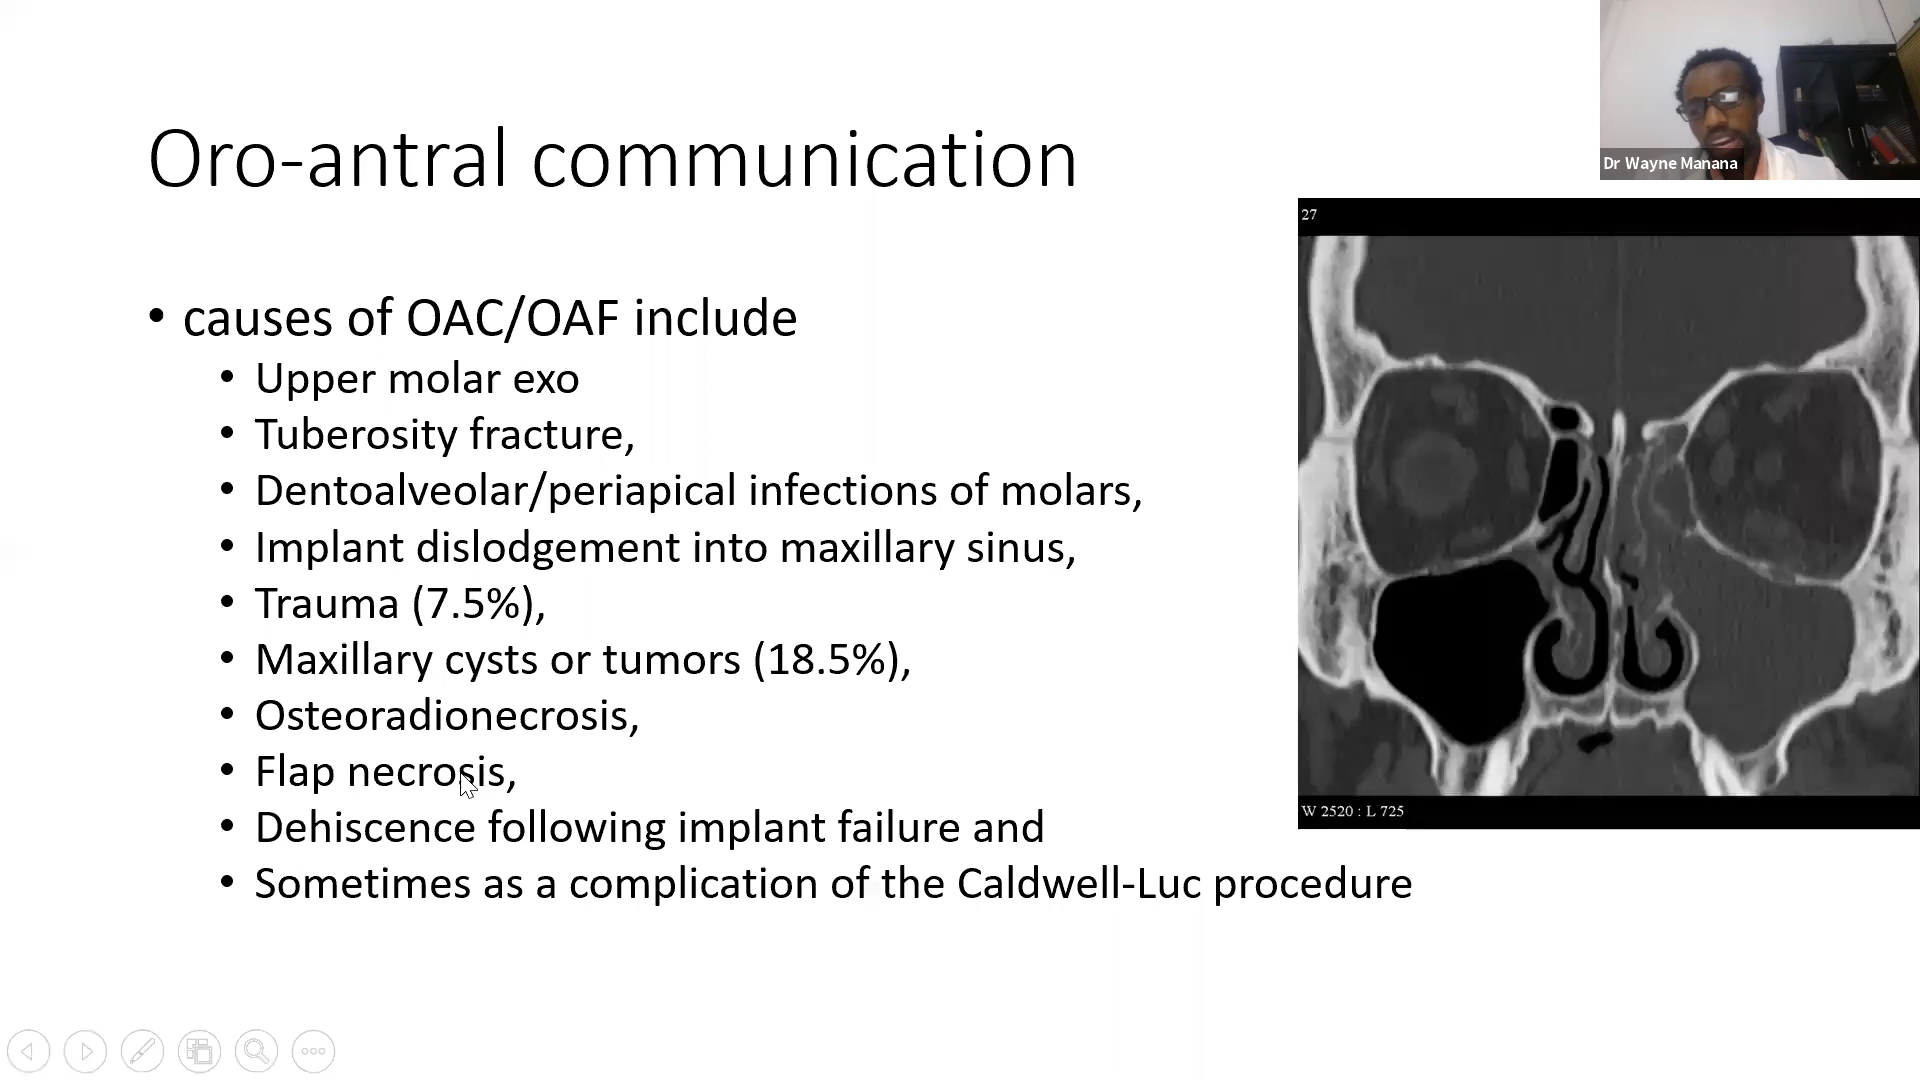 Dr Wayne Manana
Oro-antral communication
27
• causes of OAC/OAF include
• Upper molar exo
• Tuberosity fracture,
• Dentoalveolar/periapical infections of molars,
• Implant dislodgement into maxillary sinus,
• Trauma (7.5%),
• Maxillary cysts or tumors (18.5%),
• Osteoradionecrosis,
• Flap necrosis,
• Dehiscence following implant failure and
• Sometimes as a complication of the Caldwell-Luc procedure
W 2520 : L 725